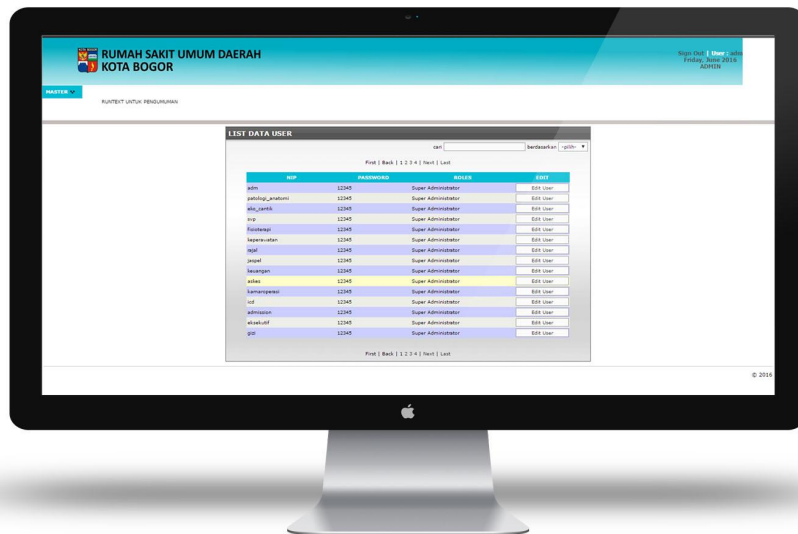 KOTA BOGOR
RUMAH SAKIT UMUM DAERAH
KOTA BOGOR
Sign Out | User : adm
Friday, June 2016
ADMIN
MASTER
RUNTEXT UNTUK PENGUMUMAN
LIST DATA USER
cari berdasarkan -pilih-
First | Back | 1 2 3 4 | Next | Last
NIP PASSWORD ROLES EDIT
adm 12345 Super Administrator Edit User
patologi_anatomi 12345 Super Administrator Edit User
eko_cantik 12345 Super Administrator Edit User
svp 12345 Super Administrator Edit User
fisioterapi 12345 Super Administrator Edit User
keperawatan 12345 Super Administrator Edit User
rajal 12345 Super Administrator Edit User
jaspel 12345 Super Administrator Edit User
keuangan 12345 Super Administrator Edit User
askes 12345 Super Administrator Edit User
kamaroperasi 12345 Super Administrator Edit User
icd 12345 Super Administrator Edit User
admission 12345 Super Administrator Edit User
eksekutif 12345 Super Administrator Edit User
gizi 12345 Super Administrator Edit User
First | Back | 1 2 3 4 | Next | Last
© 2016